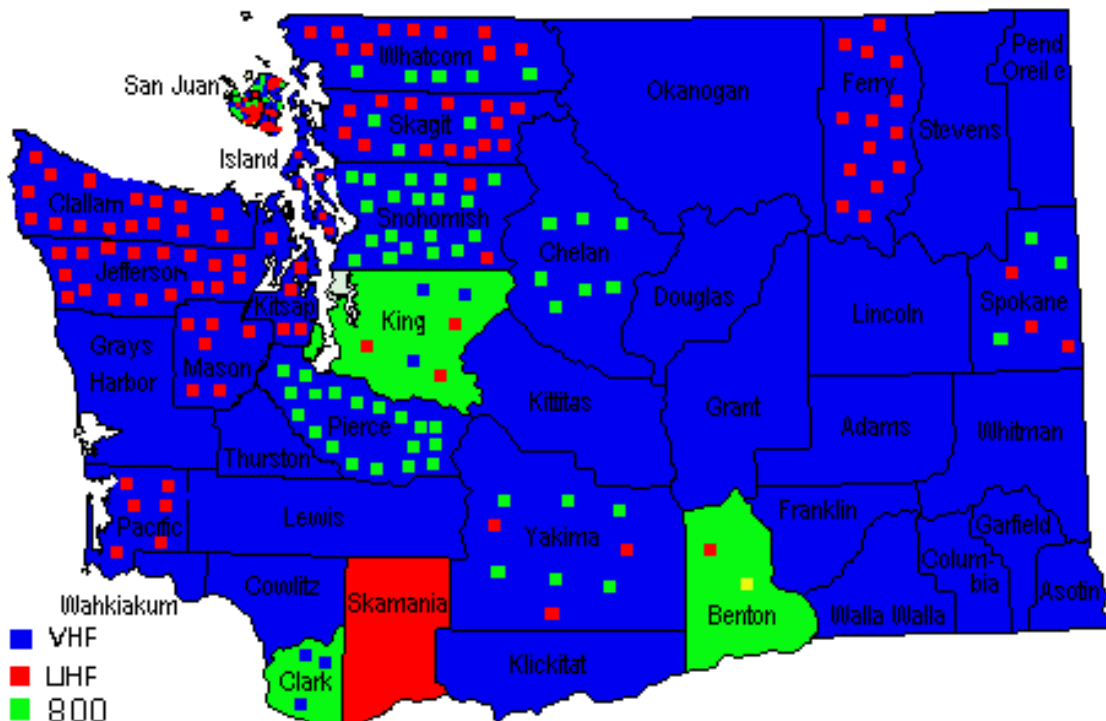 Whatcom
San Juan
Skagit
Island
Okanogan
Ferry
Stevens
Pend
Oreil e
Clallam
Snohomish
Jefferson
Chelan
Kitsap
King
Douglas
Lincoln
Spokane
Grays
Harbor
Mason
Kittitas
Grant
Adams
Whitman
Pierce
Thurston
Pacific
Lewis
Yakima
Franklin
Garfield
Colum-
bia
Asotin
Wahkiakum
Cowlitz
Skamania
Benton
Walla Walla
Klickitat
Clark
VHF
UHF
800